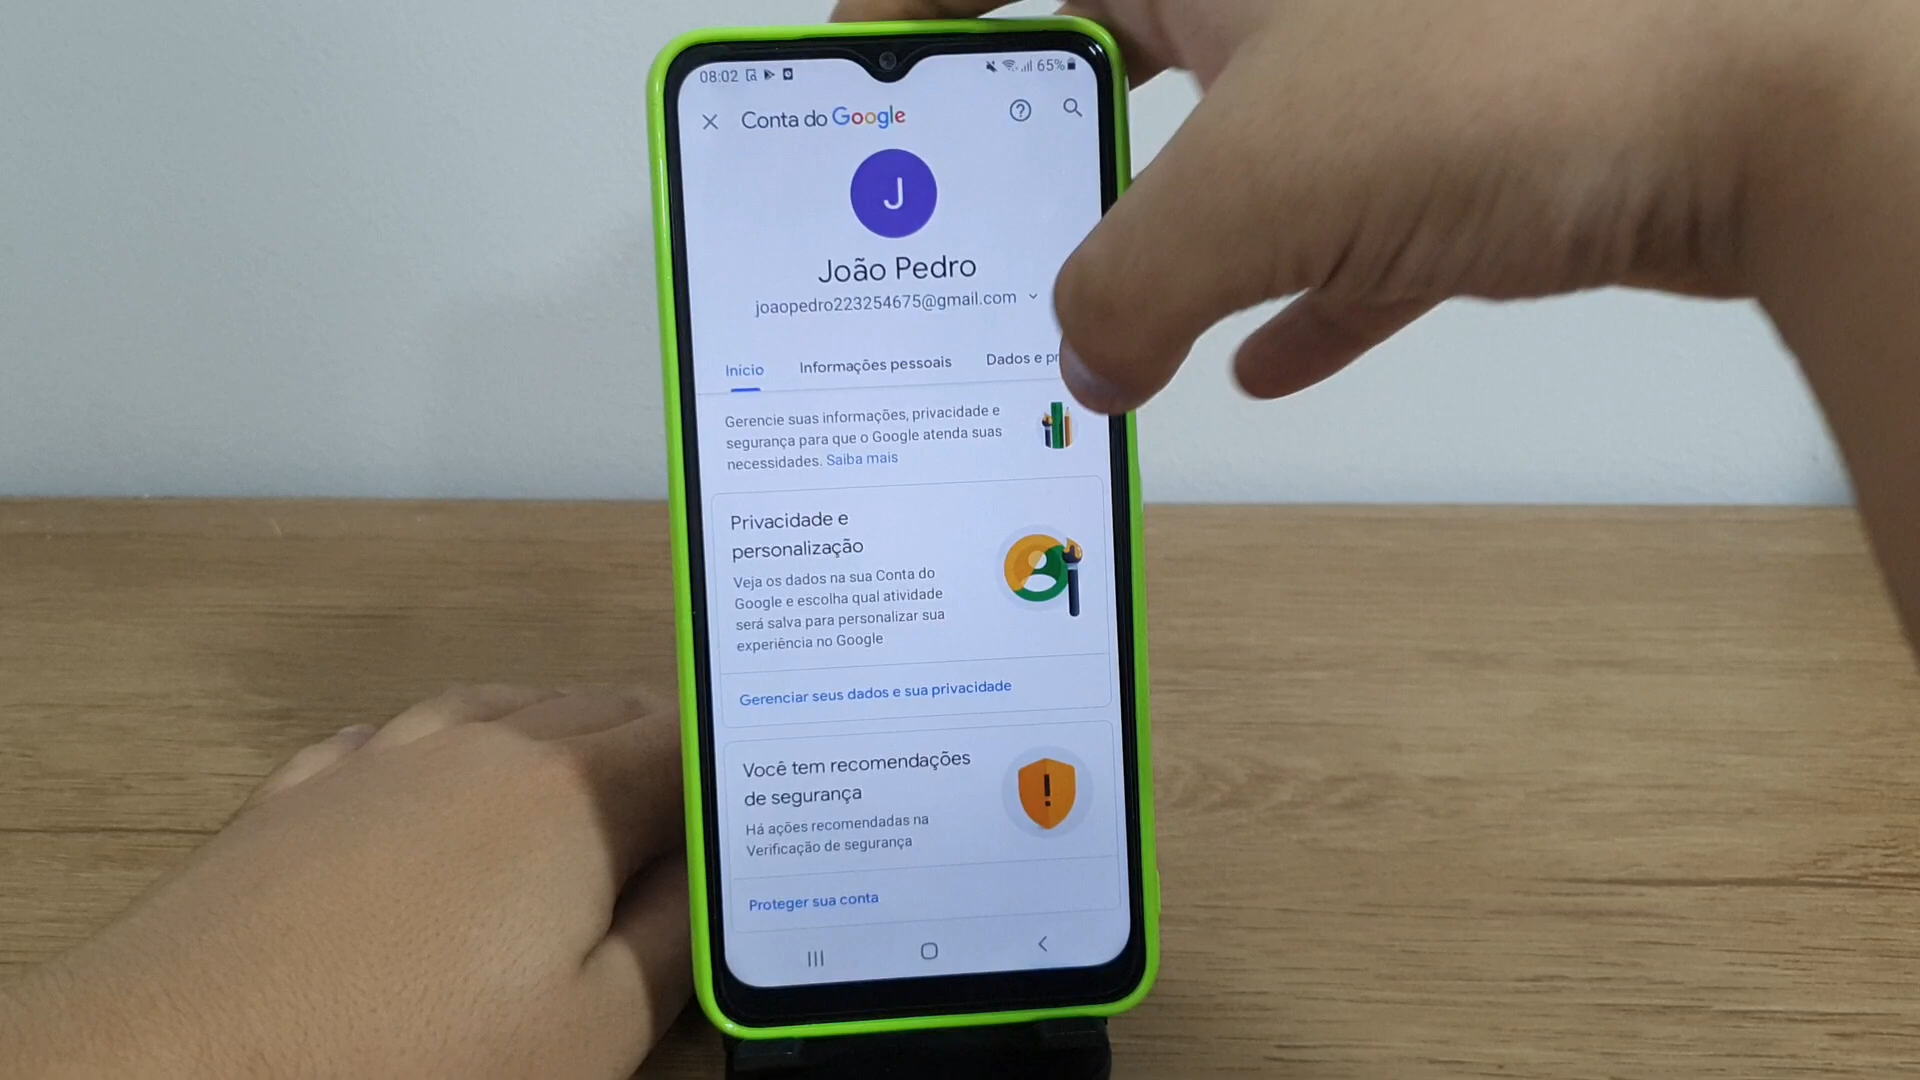 08:02
65%
Conta do Google
J
João Pedro
joaopedro223254675@gmail.com
Início
Informações pessoais
Dados e pr
Gerencie suas informações, privacidade e
segurança para que o Google atenda suas
necessidades. Saiba mais
Privacidade e
personalização
Veja os dados na sua Conta do
Google e escolha qual atividade
será salva para personalizar sua
experiência no Google
Gerenciar seus dados e sua privacidade
Você tem recomendações
de segurança
Há ações recomendadas na
Verificação de segurança
Proteger sua conta